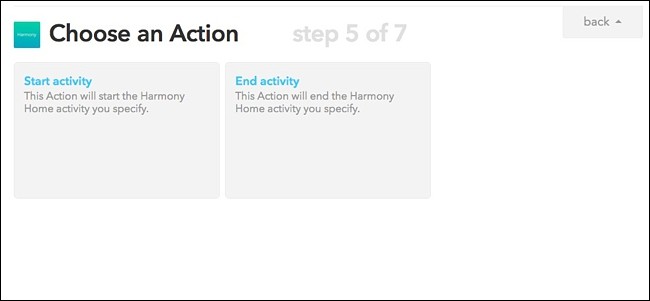 back
Harmony
Choose an Action
step 5 of 7
Start activity
This Action will start the Harmony
Home activity you specify.
End activity
This Action will end the Harmony
Home activity you specify.